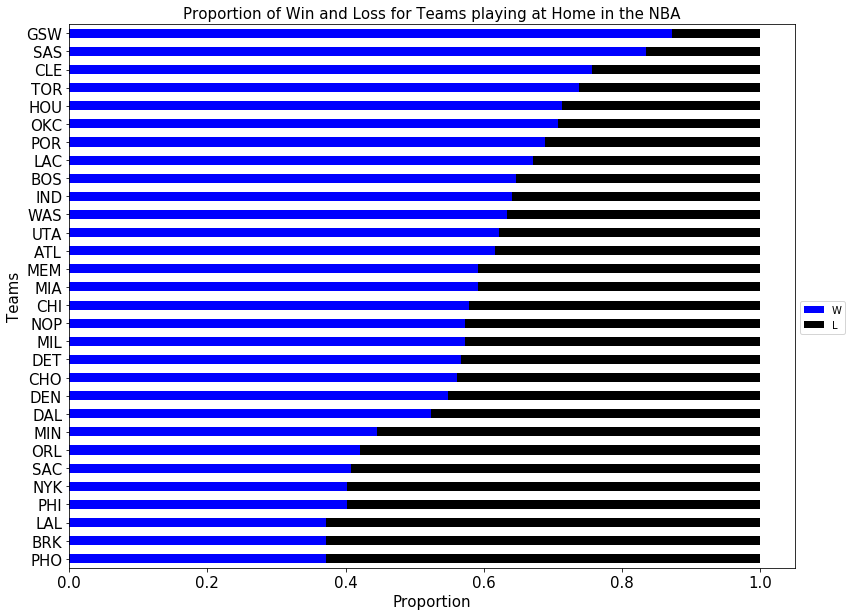 Proportion of Win and Loss for Teams playing at Home in the NBA
GSW
SAS
CLE
TOR
HOU
OKC
POR
LAC
BOS
IND
WAS
UTA
ATL
MEM
MIA
CHI
NOP
MIL
DET
CHO
DEN
DAL
MIN
ORL
SAC
NYK
PHI
LAL
BRK
PHO
Teams
W
L
0.0 0.2 0.4 0.6 0.8 1.0
Proportion